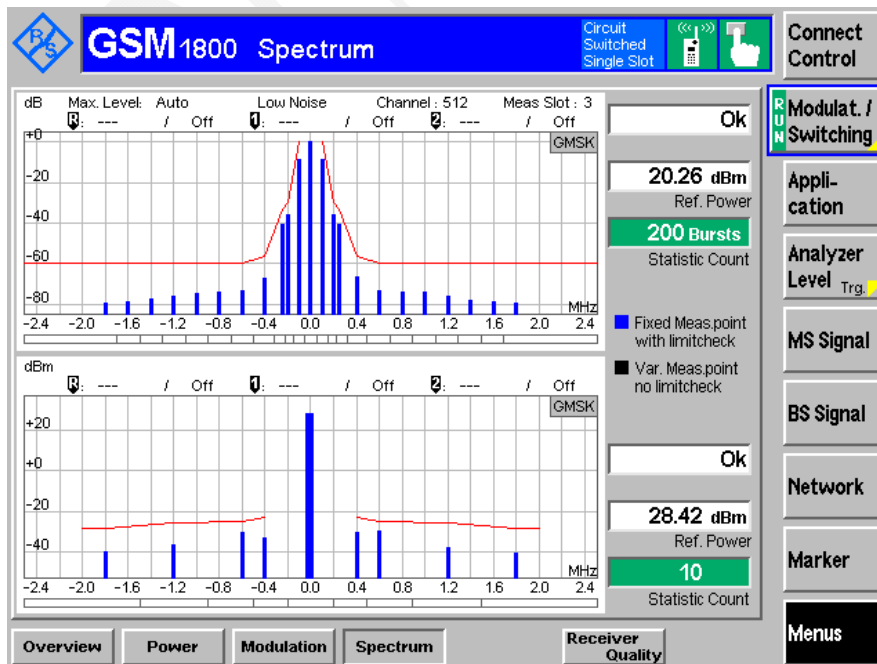 R&S
GSM 1800 Spectrum
Circuit
Switched
Single Slot
Connect
Control
dB Max. Level: Auto Low Noise Channel : 512 Meas Slot : 3
R: --- / Off 1: --- / Off 2: --- / Off
GMSK
+0
-20
-40
-60
-80
MHz
-2.4 -2.0 -1.6 -1.2 -0.8 -0.4 0.0 0.4 0.8 1.2 1.6 2.0 2.4
Ok
20.26 dBm
Ref. Power
200 Bursts
Statistic Count
Fixed Meas.point
with limitcheck
Var. Meas.point
no limitcheck
dBm
R: --- / Off 1: --- / Off 2: --- / Off
GMSK
+20
+0
-20
-40
MHz
-2.4 -2.0 -1.6 -1.2 -0.8 -0.4 0.0 0.4 0.8 1.2 1.6 2.0 2.4
Ok
28.42 dBm
Ref. Power
10
Statistic Count
RUN
Modulat. /
Switching
Appli-
cation
Analyzer
Level Trg.
MS Signal
BS Signal
Network
Marker
Menus
Overview Power Modulation Spectrum Receiver
Quality